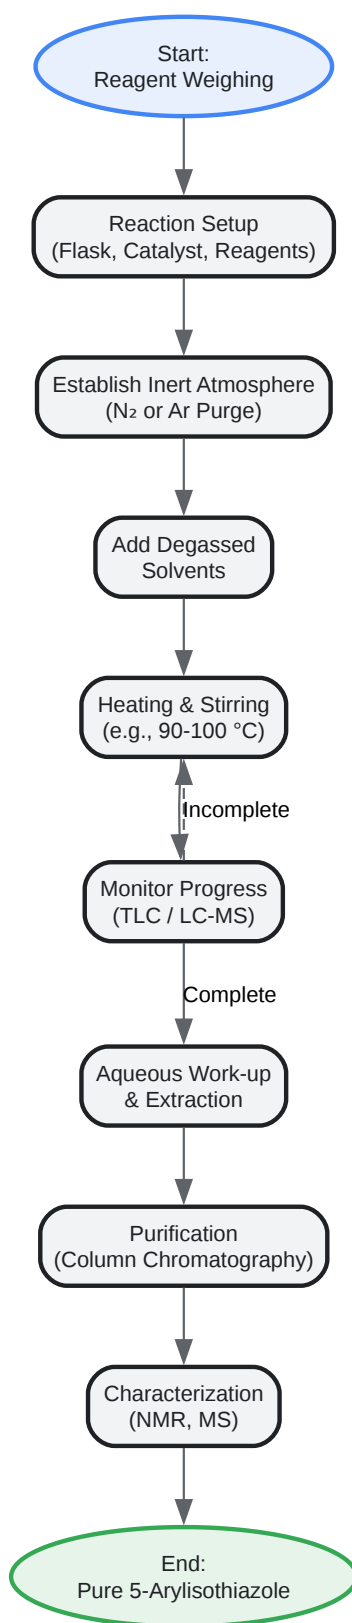 Start:
Reagent Weighing
Reaction Setup
(Flask, Catalyst, Reagents)
Establish Inert Atmosphere
(N₂ or Ar Purge)
Add Degassed
Solvents
Heating & Stirring
(e.g., 90-100 °C)
Incomplete
Monitor Progress
(TLC / LC-MS)
Complete
Aqueous Work-up
& Extraction
Purification
(Column Chromatography)
Characterization
(NMR, MS)
End:
Pure 5-Arylisothiazole